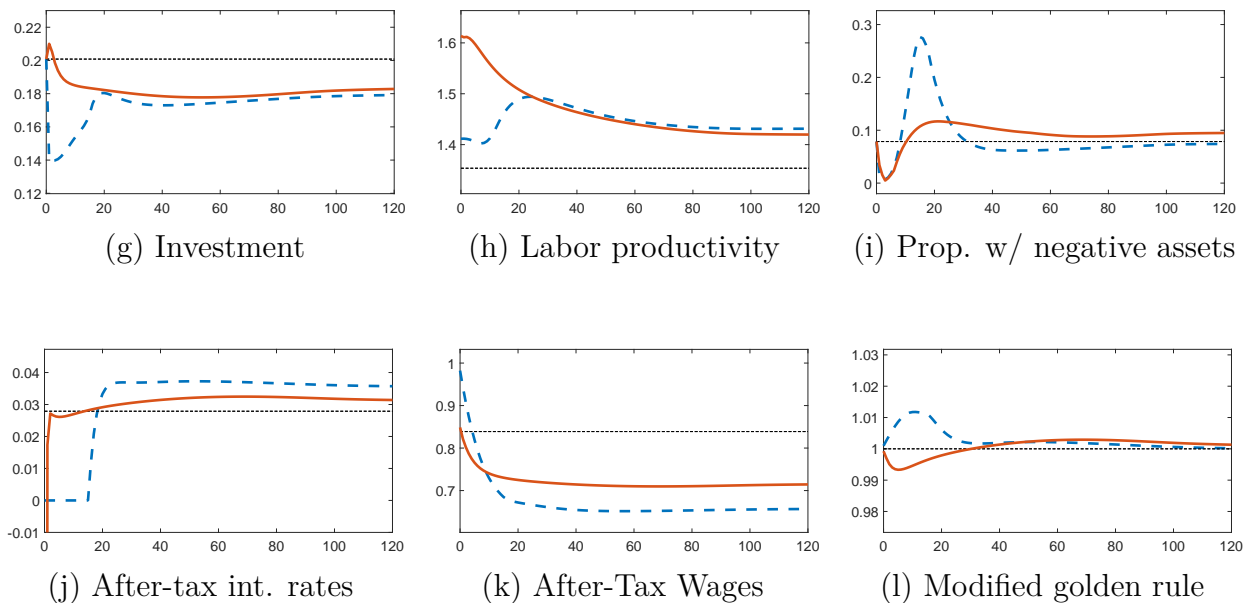 0.22
0.2
0.18
0.16
0.14
0.12
0 20 40 60 80 100 120
(g) Investment
1.6
1.5
1.4
0 20 40 60 80 100 120
(h) Labor productivity
0.3
0.2
0.1
0
0 20 40 60 80 100 120
(i) Prop. w/ negative assets
0.04
0.03
0.02
0.01
0
-0.01
0 20 40 60 80 100 120
(j) After-tax int. rates
1
0.9
0.8
0.7
0 20 40 60 80 100 120
(k) After-Tax Wages
1.03
1.02
1.01
1
0.99
0.98
0 20 40 60 80 100 120
(l) Modified golden rule